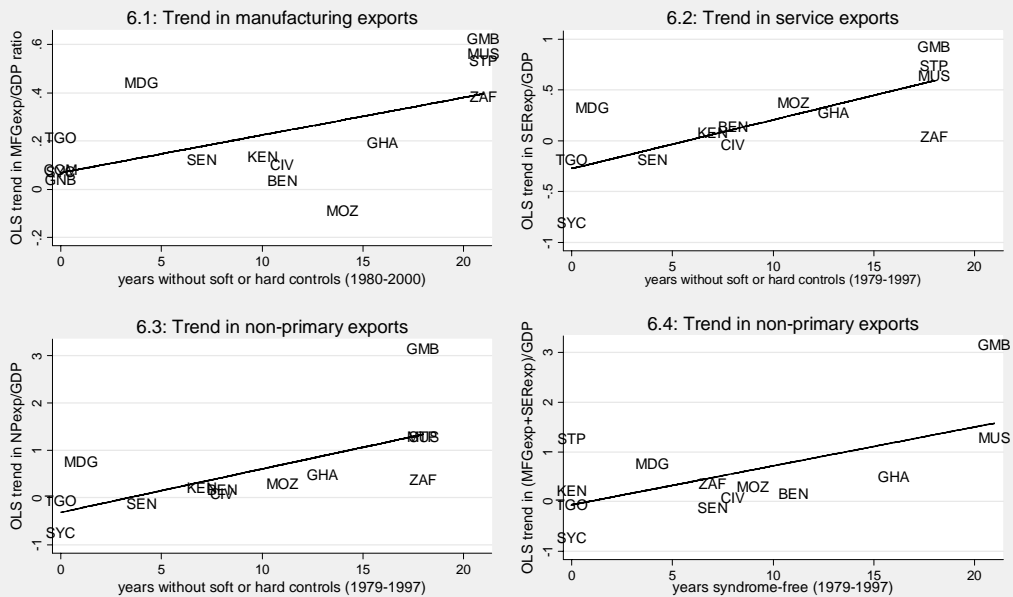 6.1: Trend in manufacturing exports
OLS trend in MFGexp/GDP ratio
.6
.4
.2
0
-.2
GMB
MUS
STP
MDG
ZAF
TGO
GHA
KEN
SEN
CIV
COM
SYC
GNB
BEN
MOZ
0 5 10 15 20
years without soft or hard controls (1980-2000)
6.2: Trend in service exports
OLS trend in SERexp/GDP
1
.5
0
-.5
-1
GMB
STP
MUS
MOZ
MDG
GHA
BEN
KEN
ZAF
CIV
TGO
SEN
SYC
0 5 10 15 20
years without soft or hard controls (1979-1997)
6.3: Trend in non-primary exports
OLS trend in NPexp/GDP
3
2
1
0
-1
GMB
STP
MUS
MDG
GHA
ZAF
MOZ
KEN
BEN
CIV
TGO
SEN
SYC
0 5 10 15 20
years without soft or hard controls (1979-1997)
6.4: Trend in non-primary exports
OLS trend in (MFGexp+SERexp)/GDP
3
2
1
0
-1
GMB
MUS
STP
MDG
GHA
ZAF
MOZ
KEN
BEN
CIV
TGO
SEN
SYC
0 5 10 15 20
years syndrome-free (1979-1997)